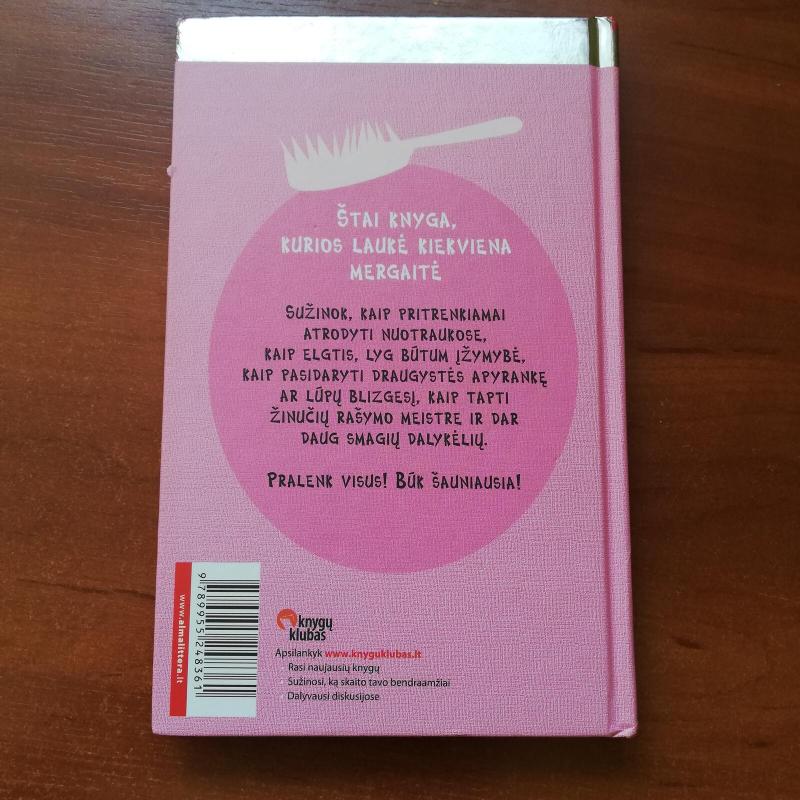 ŠTAI KNYGA,
KURIOS LAUKĖ KIEKVIENA
MERGAITĖ
SUŽINOK, KAIP PRITRENKIAMAI
ATRODYTI NUOTRAUKOSE,
KAIP ELGTIS, LYG BŪTUM ĮŽYMYBĖ,
KAIP PASIDARYTI DRAUGYSTĖS APYRANKĘ
AR LŪPŲ BLIZGESĮ, KAIP TAPTI
ŽINUČIŲ RAŠYMO MEISTRE IR DAR
DAUG SMAGIŲ DALYKĖLIŲ.
PRALENK VISUS! BŪK ŠAUNIAUSIA!
www.almalittera.lt
9789955248361
knygų
klubas
Apsilankyk www.knyguklubas.lt
Rasi naujausių knygų
Sužinosi, ką skaito tavo bendraamžiai
Dalyvausi diskusijose